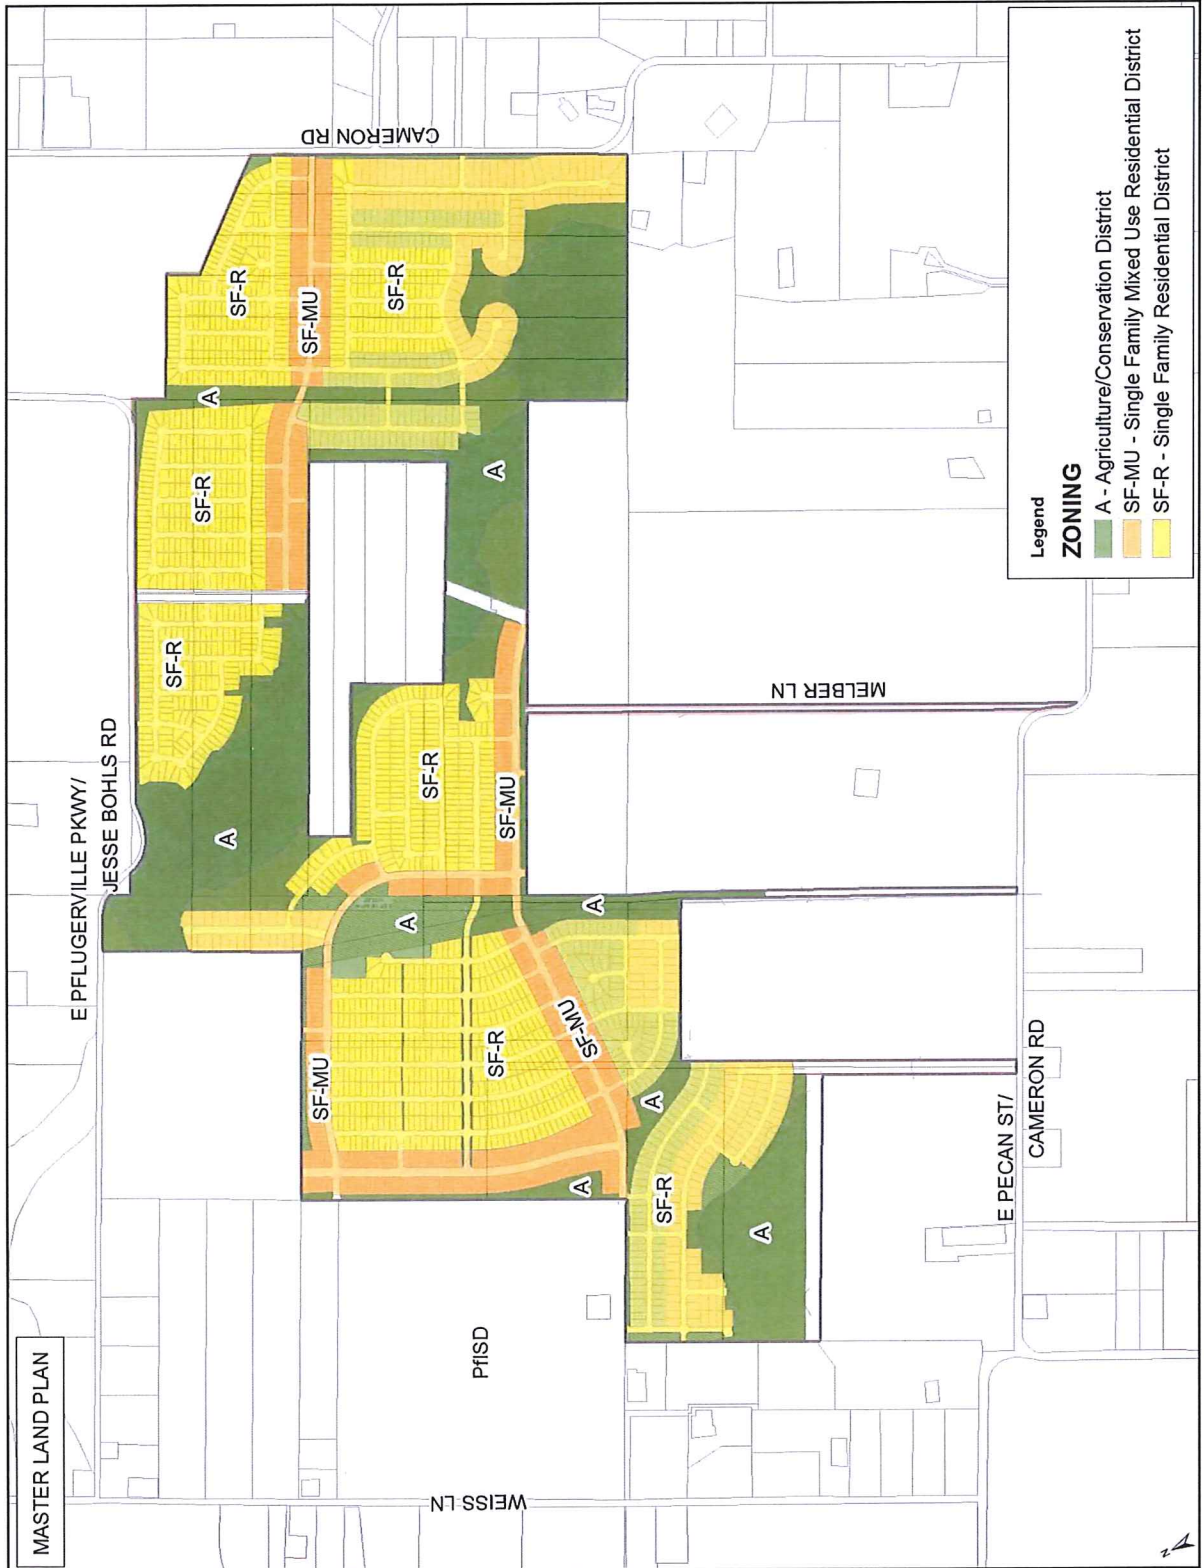 MASTER LAND PLAN
E PFLUGERVILLE PKWY/
JESSE BOHLS RD
CAMERON RD
WEISS LN
MELBER LN
E PECAN ST/
CAMERON RD
PfISD
SF-R
SF-MU
SF-R
A
SF-R
A
SF-R
A
SF-R
SF-MU
A
A
SF-MU
SF-R
SF-MU
A
A
SF-R
A
Legend
ZONING
A - Agriculture/Conservation District
SF-MU - Single Family Mixed Use Residential District
SF-R - Single Family Residential District
N